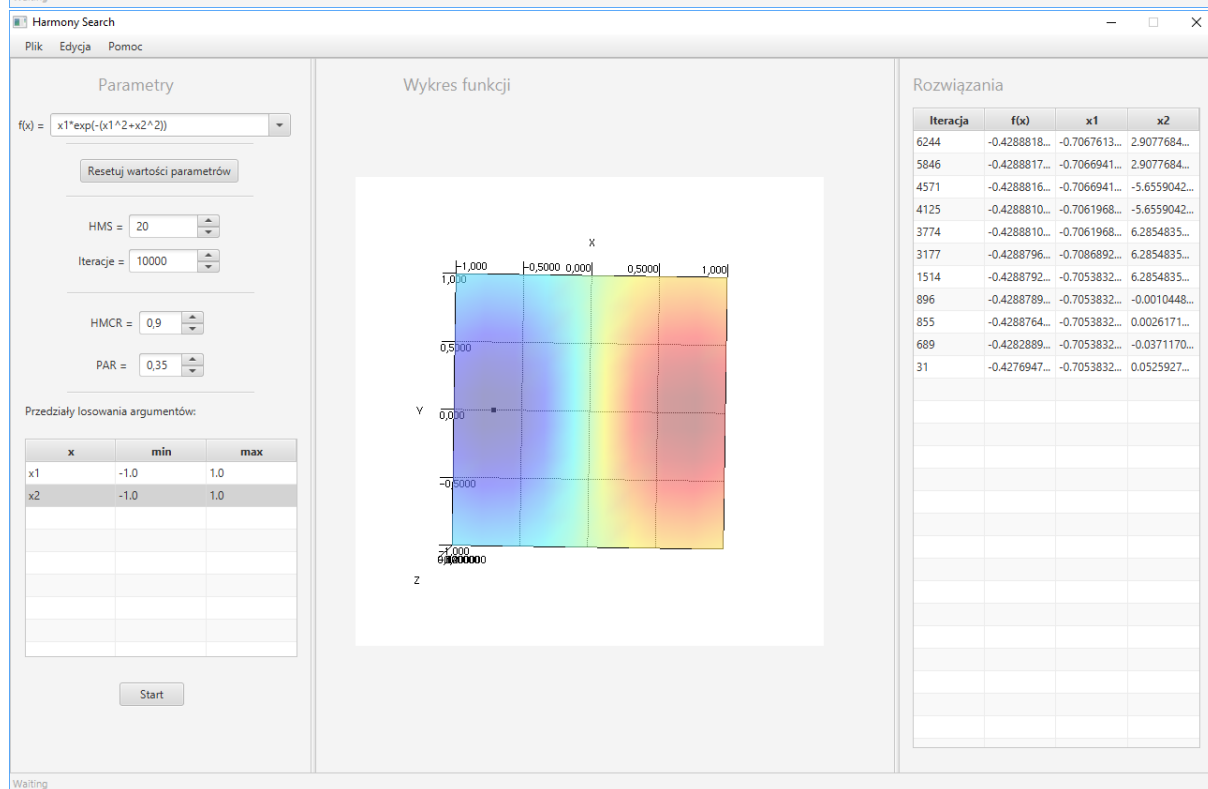 Harmony Search
Plik Edycja Pomoc
Parametry
f(x) = x1*exp(-(x1^2+x2^2))
Resetuj wartości parametrów
HMS = 20
Iteracje = 10000
HMCR = 0,9
PAR = 0,35
Przedziały losowania argumentów:
x min max
x1 -1.0 1.0
x2 -1.0 1.0
Start
Wykres funkcji
X
-1,000 -0,5000 0,000 0,5000 1,000
1,000
0,5000
Y 0,000
-0,5000
-1,000
Z
Rozwiązania
Iteracja f(x) x1 x2
6244 -0.4288818... -0.7067613... 2.9077684...
5846 -0.4288817... -0.7066941... 2.9077684...
4571 -0.4288816... -0.7066941... -5.6559042...
4125 -0.4288810... -0.7061968... -5.6559042...
3774 -0.4288810... -0.7061968... 6.2854835...
3177 -0.4288796... -0.7086892... 6.2854835...
1514 -0.4288792... -0.7053832... 6.2854835...
896 -0.4288789... -0.7053832... -0.0010448...
855 -0.4288764... -0.7053832... 0.0026171...
689 -0.4282889... -0.7053832... -0.0371170...
31 -0.4276947... -0.7053832... 0.0525927...
Waiting